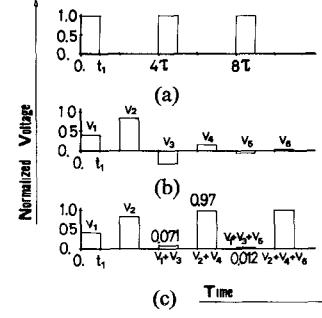 Normalized Voltage
1.0
0.5
0. t₁ 4τ 8τ
(a)
1.0
0.5
V₁ V₂ V₃ V₄ V₅ V₆
0. t₁
(b)
1.0
0.5
V₁ V₂ 0.071 0.97 V₁+V₃+V₅
0. t₁ V₁+V₃ V₂+V₄ 0.012 V₂+V₄+V₆
(c) Time